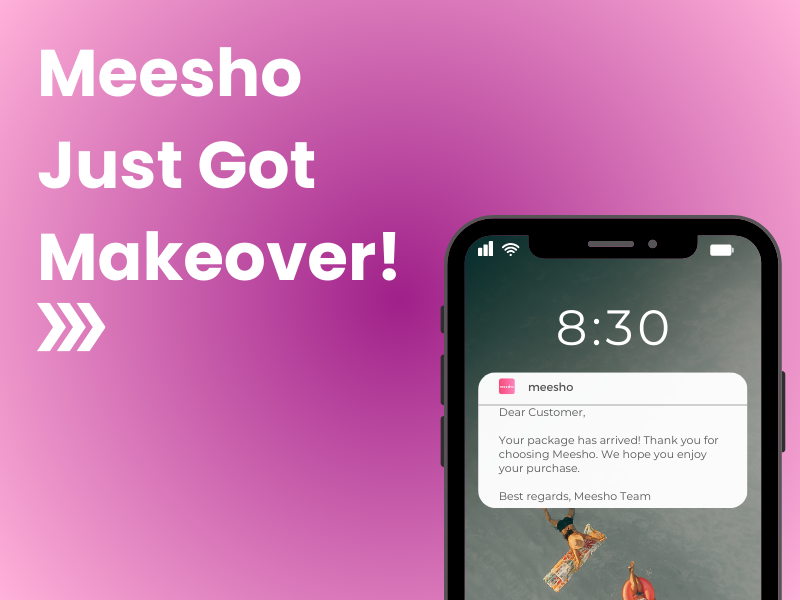 Meesho
Just Got
Makeover!
8:30
meesho
Dear Customer,
Your package has arrived! Thank you for
choosing Meesho. We hope you enjoy
your purchase.
Best regards, Meesho Team